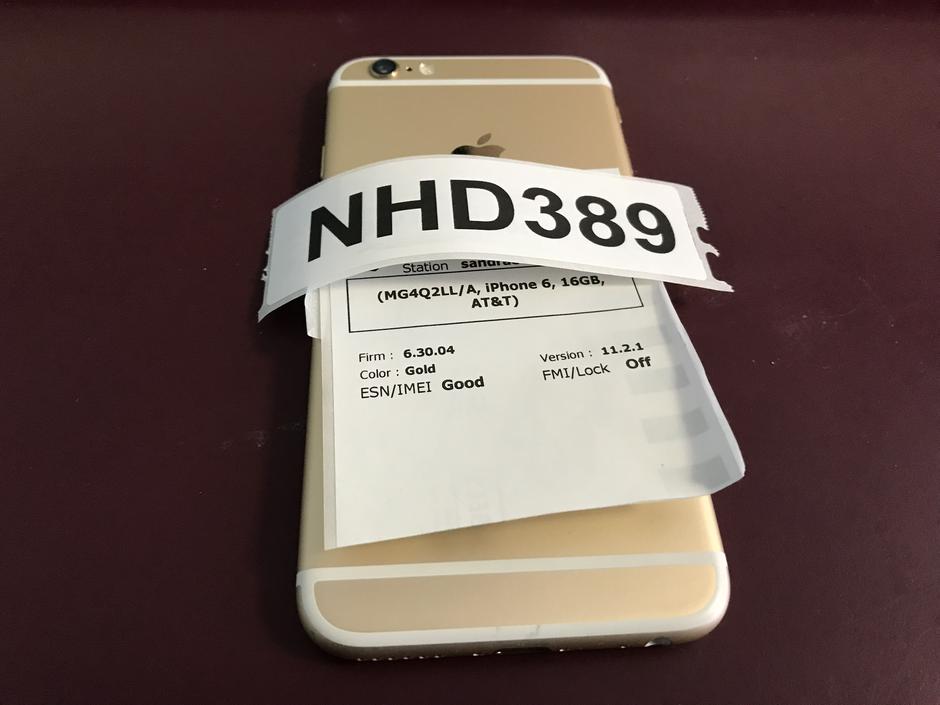 NHD389
Station
(MG4Q2LL/A, iPhone 6, 16GB,
AT&T)
Firm : 6.30.04 Version : 11.2.1
Color : Gold FMI/Lock Off
ESN/IMEI Good